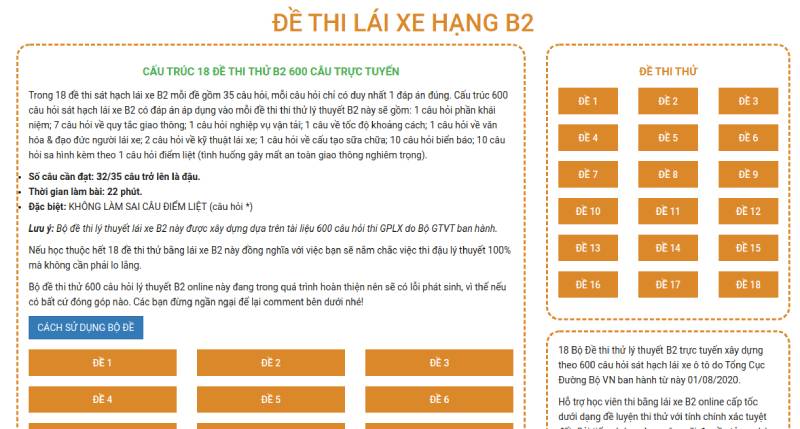 ĐỀ THI LÁI XE HẠNG B2
CẤU TRÚC 18 ĐỀ THI THỬ B2 600 CÂU TRỰC TUYẾN
Trong 18 đề thi sát hạch lái xe B2 mỗi đề gồm 35 câu hỏi, mỗi câu hỏi chỉ có duy nhất 1 đáp án đúng. Cấu trúc 600
câu hỏi sát hạch lái xe B2 có đáp án áp dụng vào mỗi đề thi thi thử lý thuyết B2 này sẽ gồm: 1 câu hỏi phần khái
niệm; 7 câu hỏi về quy tắc giao thông; 1 câu hỏi nghiệp vụ vận tải; 1 câu về tốc độ khoảng cách; 1 câu hỏi về văn
hóa & đạo đức người lái xe; 2 câu hỏi về kỹ thuật lái xe; 1 câu hỏi về cấu tạo sữa chữa; 10 câu hỏi biển báo; 10 câu
hỏi sa hình kèm theo 1 câu hỏi điểm liệt (tình huống gây mất an toàn giao thông nghiêm trọng).
Số câu cần đạt: 32/35 câu trở lên là đậu.
Thời gian làm bài: 22 phút.
Đặc biệt: KHÔNG LÀM SAI CÂU ĐIỂM LIỆT (câu hỏi *)
Lưu ý: Bộ đề thi lý thuyết lái xe B2 này được xây dựng dựa trên tài liệu 600 câu hỏi thi GPLX do Bộ GTVT ban hành.
Nếu học thuộc hết 18 đề thi thử bằng lái xe B2 này đồng nghĩa với việc bạn sẽ nắm chắc việc thi đậu lý thuyết 100%
mà không cần phải lo lắng.
Bộ đề thi thử 600 câu hỏi lý thuyết B2 online này đang trong quá trình hoàn thiện nên sẽ có lỗi phát sinh, vì thế nếu
có bất cứ đóng góp nào. Các bạn đừng ngần ngại để lại comment bên dưới nhé!
CÁCH SỬ DỤNG BỘ ĐỀ
ĐỀ 1 ĐỀ 2 ĐỀ 3
ĐỀ 4 ĐỀ 5 ĐỀ 6
ĐỀ THI THỬ
ĐỀ 1 ĐỀ 2 ĐỀ 3
ĐỀ 4 ĐỀ 5 ĐỀ 6
ĐỀ 7 ĐỀ 8 ĐỀ 9
ĐỀ 10 ĐỀ 11 ĐỀ 12
ĐỀ 13 ĐỀ 14 ĐỀ 15
ĐỀ 16 ĐỀ 17 ĐỀ 18
18 Bộ Đề thi thử lý thuyết B2 trực tuyến xây dựng
theo 600 câu hỏi sát hạch lái xe ô tô do Tổng Cục
Đường Bộ VN ban hành từ này 01/08/2020.
Hỗ trợ học viên thi bằng lái xe B2 online cấp tốc
dưới dạng đề luyện thi thử với tính chính xác tuyệt